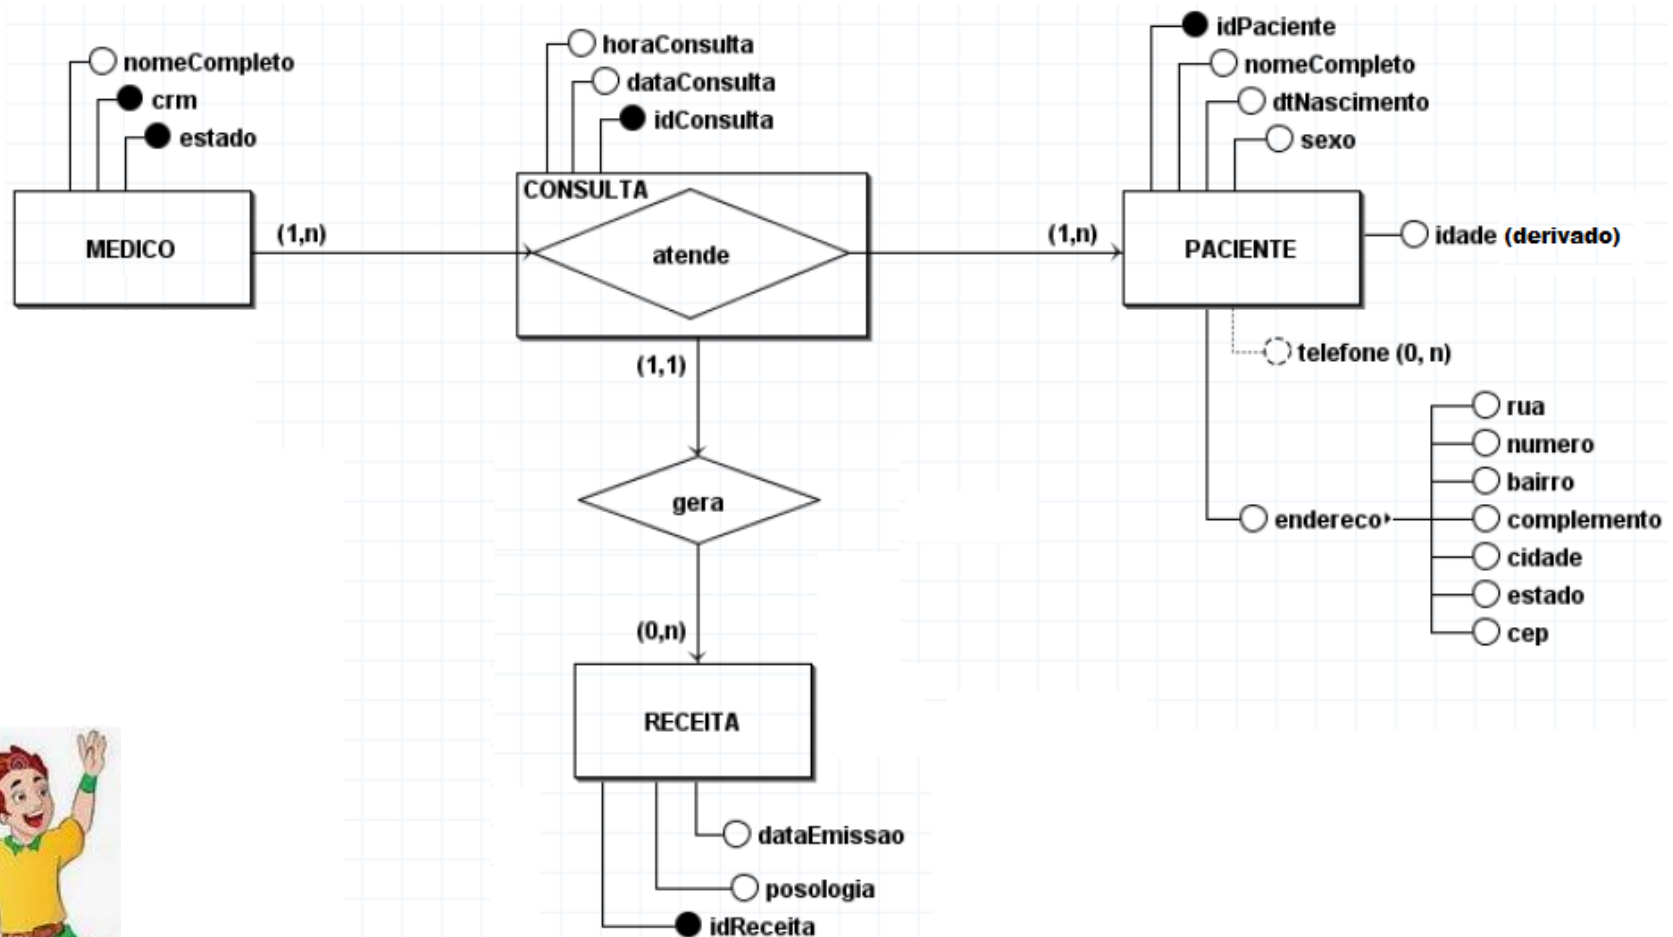 nomeCompleto
crm
estado
MEDICO
(1,n)
horaConsulta
dataConsulta
idConsulta
CONSULTA
atende
(1,n)
idPaciente
nomeCompleto
dtNascimento
sexo
PACIENTE
idade (derivado)
telefone (0, n)
endereco
rua
numero
bairro
complemento
cidade
estado
cep
(1,1)
gera
(0,n)
RECEITA
dataEmissao
posologia
idReceita